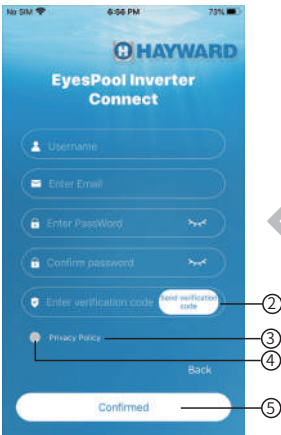 No SIM 6:56 PM 73%
HAYWARD
EyesPool Inverter
Connect
Username
Enter Email
Enter PassWord
Confirm password
Enter verification code Send verification
code
②
Privacy Policy ③
④
Back
Confirmed ⑤